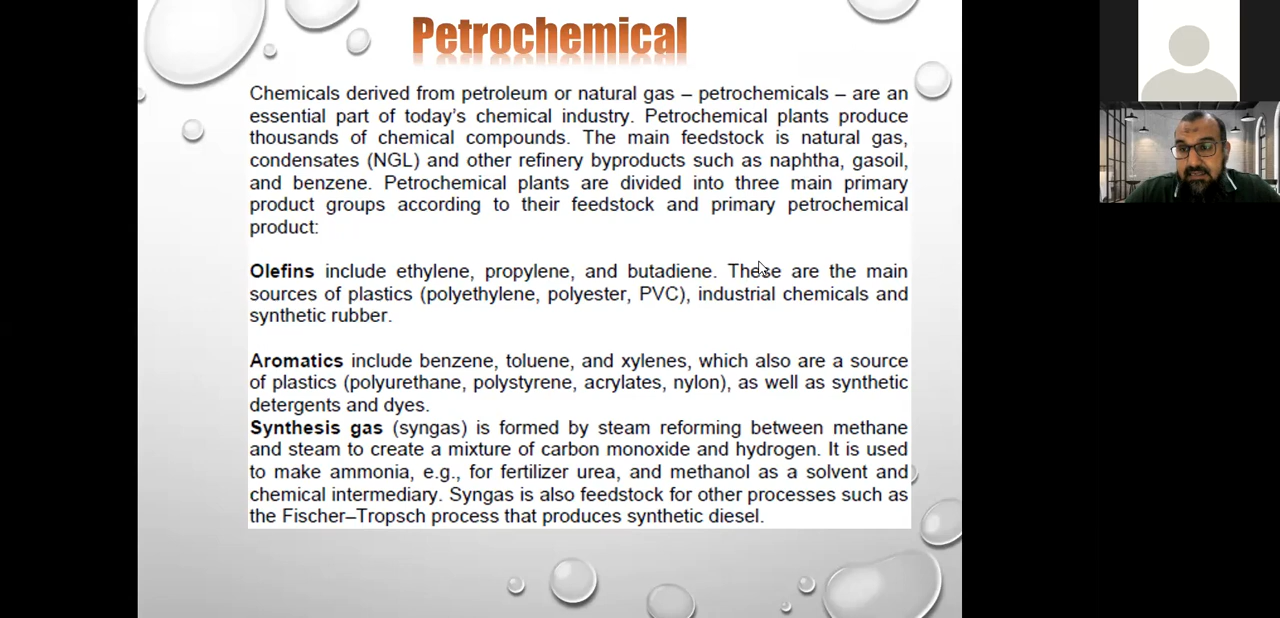 Petrochemical
Chemicals derived from petroleum or natural gas – petrochemicals – are an
essential part of today's chemical industry. Petrochemical plants produce
thousands of chemical compounds. The main feedstock is natural gas,
condensates (NGL) and other refinery byproducts such as naphtha, gasoil,
and benzene. Petrochemical plants are divided into three main primary
product groups according to their feedstock and primary petrochemical
product:
Olefins include ethylene, propylene, and butadiene. These are the main
sources of plastics (polyethylene, polyester, PVC), industrial chemicals and
synthetic rubber.
Aromatics include benzene, toluene, and xylenes, which also are a source
of plastics (polyurethane, polystyrene, acrylates, nylon), as well as synthetic
detergents and dyes.
Synthesis gas (syngas) is formed by steam reforming between methane
and steam to create a mixture of carbon monoxide and hydrogen. It is used
to make ammonia, e.g., for fertilizer urea, and methanol as a solvent and
chemical intermediary. Syngas is also feedstock for other processes such as
the Fischer–Tropsch process that produces synthetic diesel.